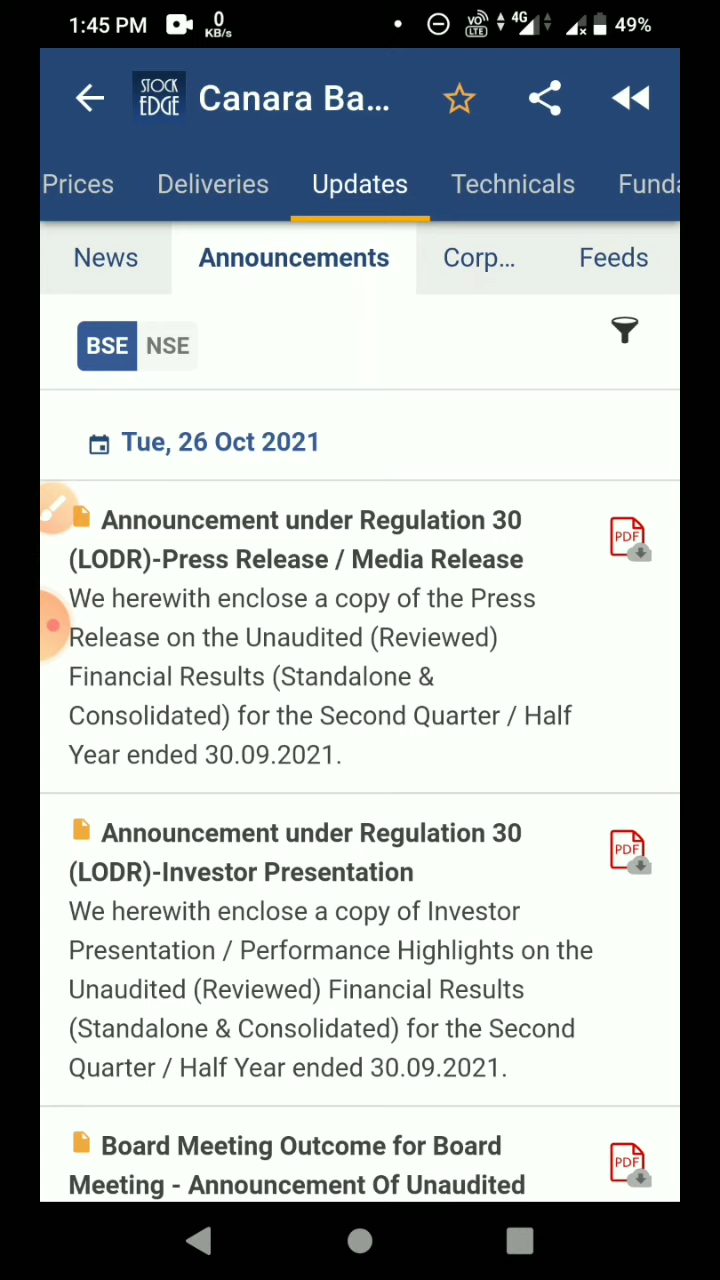 1:45 PM 0 KB/s VO LTE 4G 49%
STOCK EDGE Canara Ba...
Prices Deliveries Updates Technicals Funda
News Announcements Corp... Feeds
BSE NSE
Tue, 26 Oct 2021
Announcement under Regulation 30
(LODR)-Press Release / Media Release
PDF
We herewith enclose a copy of the Press
Release on the Unaudited (Reviewed)
Financial Results (Standalone &
Consolidated) for the Second Quarter / Half
Year ended 30.09.2021.
Announcement under Regulation 30
(LODR)-Investor Presentation
PDF
We herewith enclose a copy of Investor
Presentation / Performance Highlights on the
Unaudited (Reviewed) Financial Results
(Standalone & Consolidated) for the Second
Quarter / Half Year ended 30.09.2021.
Board Meeting Outcome for Board
Meeting - Announcement Of Unaudited
PDF